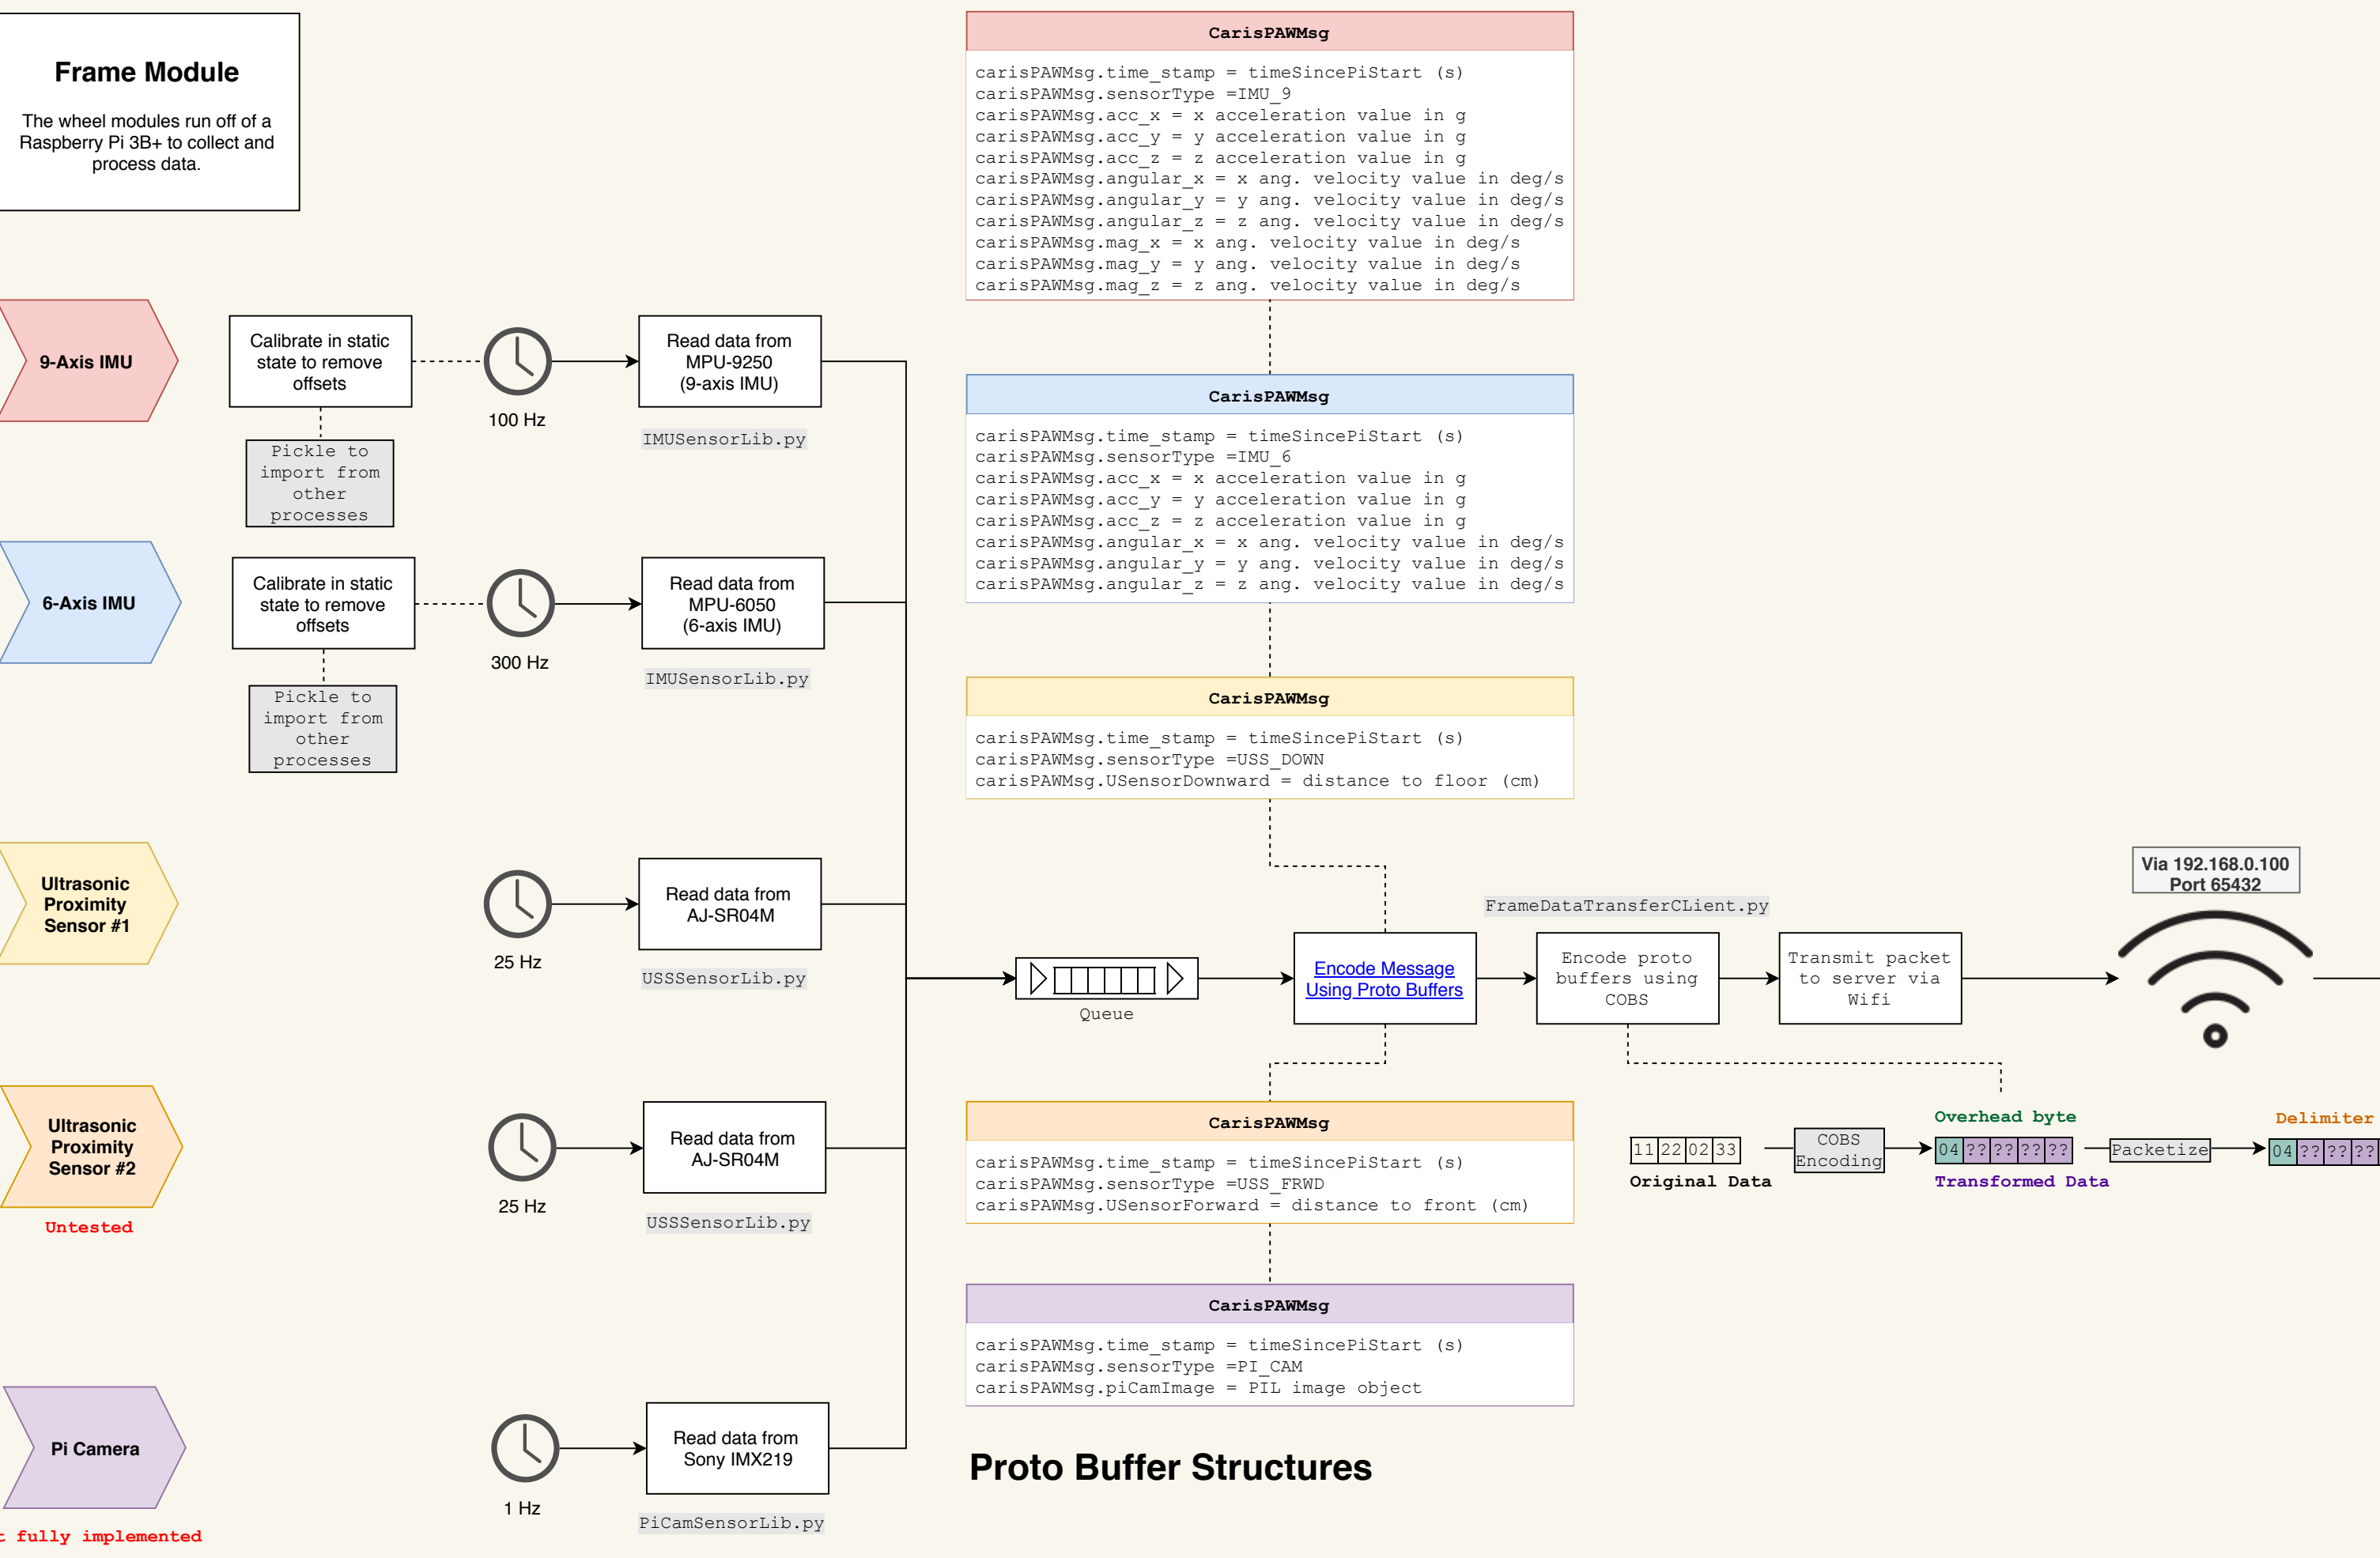 Frame Module
The wheel modules run off of a
Raspberry Pi 3B+ to collect and
process data.
CarisPAWMsg
carisPAWMsg.time_stamp = timeSincePiStart (s)
carisPAWMsg.sensorType =IMU_9
carisPAWMsg.acc_x = x acceleration value in g
carisPAWMsg.acc_y = y acceleration value in g
carisPAWMsg.acc_z = z acceleration value in g
carisPAWMsg.angular_x = x ang. velocity value in deg/s
carisPAWMsg.angular_y = y ang. velocity value in deg/s
carisPAWMsg.angular_z = z ang. velocity value in deg/s
carisPAWMsg.mag_x = x ang. velocity value in deg/s
carisPAWMsg.mag_y = y ang. velocity value in deg/s
carisPAWMsg.mag_z = z ang. velocity value in deg/s
9-Axis IMU
Calibrate in static
state to remove
offsets
Pickle to
import from
other
processes
100 Hz
Read data from
MPU-9250
(9-axis IMU)
IMUSensorLib.py
CarisPAWMsg
carisPAWMsg.time_stamp = timeSincePiStart (s)
carisPAWMsg.sensorType =IMU_6
carisPAWMsg.acc_x = x acceleration value in g
carisPAWMsg.acc_y = y acceleration value in g
carisPAWMsg.acc_z = z acceleration value in g
carisPAWMsg.angular_x = x ang. velocity value in deg/s
carisPAWMsg.angular_y = y ang. velocity value in deg/s
carisPAWMsg.angular_z = z ang. velocity value in deg/s
6-Axis IMU
Calibrate in static
state to remove
offsets
Pickle to
import from
other
processes
300 Hz
Read data from
MPU-6050
(6-axis IMU)
IMUSensorLib.py
CarisPAWMsg
carisPAWMsg.time_stamp = timeSincePiStart (s)
carisPAWMsg.sensorType =USS_DOWN
carisPAWMsg.USensorDownward = distance to floor (cm)
Ultrasonic
Proximity
Sensor #1
25 Hz
Read data from
AJ-SR04M
USSSensorLib.py
Queue
Encode Message
Using Proto Buffers
FrameDataTransferCLient.py
Encode proto
buffers using
COBS
Transmit packet
to server via
Wifi
Via 192.168.0.100
Port 65432
Ultrasonic
Proximity
Sensor #2
Untested
25 Hz
Read data from
AJ-SR04M
USSSensorLib.py
CarisPAWMsg
carisPAWMsg.time_stamp = timeSincePiStart (s)
carisPAWMsg.sensorType =USS_FRWD
carisPAWMsg.USensorForward = distance to front (cm)
11 22 02 33
Original Data
COBS
Encoding
Overhead byte
04 ?? ?? ?? ??
Transformed Data
Packetize
Delimiter
04 ?? ?? ??
CarisPAWMsg
carisPAWMsg.time_stamp = timeSincePiStart (s)
carisPAWMsg.sensorType =PI_CAM
carisPAWMsg.piCamImage = PIL image object
Pi Camera
t fully implemented
1 Hz
Read data from
Sony IMX219
PiCamSensorLib.py
Proto Buffer Structures